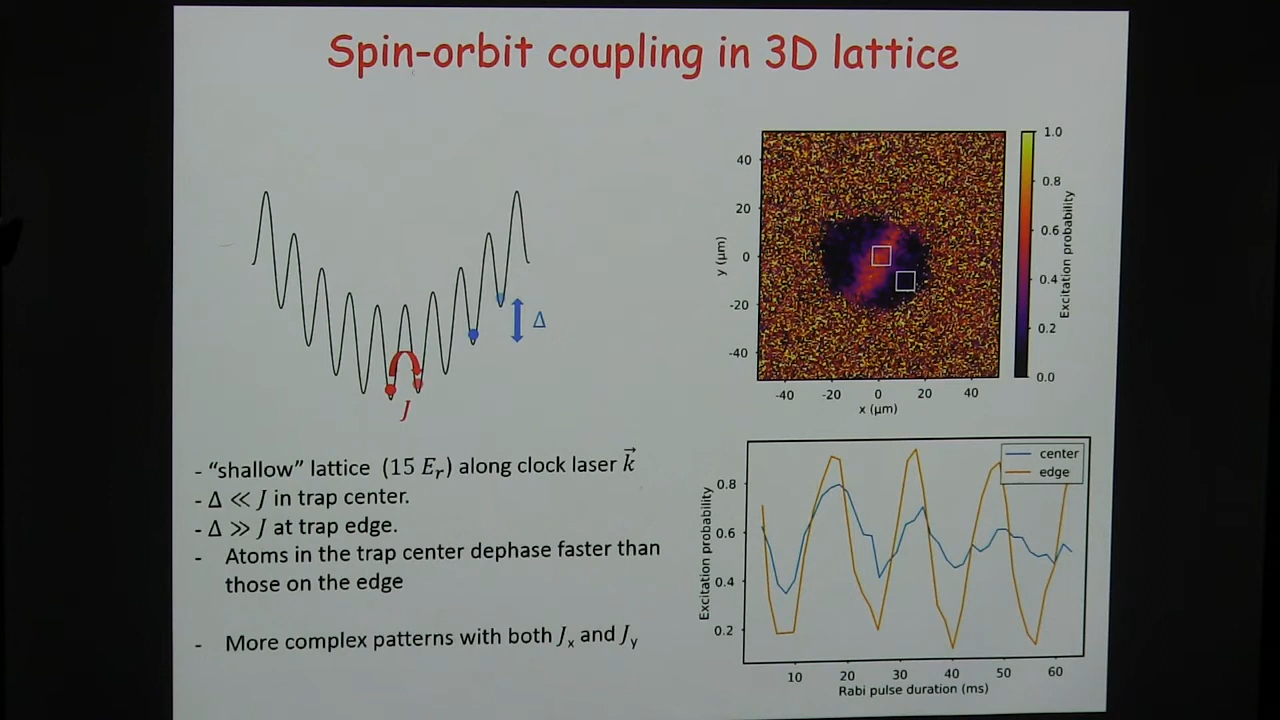 Spin-orbit coupling in 3D lattice
J
Δ
- “shallow” lattice (15 Eᵣ) along clock laser k⃗
- Δ ≪ J in trap center.
- Δ ≫ J at trap edge.
- Atoms in the trap center dephase faster than
those on the edge
- More complex patterns with both Jₓ and Jᵧ
40
20
0
-20
-40
y (μm)
-40 -20 0 20 40
x (μm)
1.0
0.8
0.6
0.4
0.2
0.0
Excitation probability
center
edge
0.8
0.6
0.4
0.2
Excitation probability
10 20 30 40 50 60
Rabi pulse duration (ms)